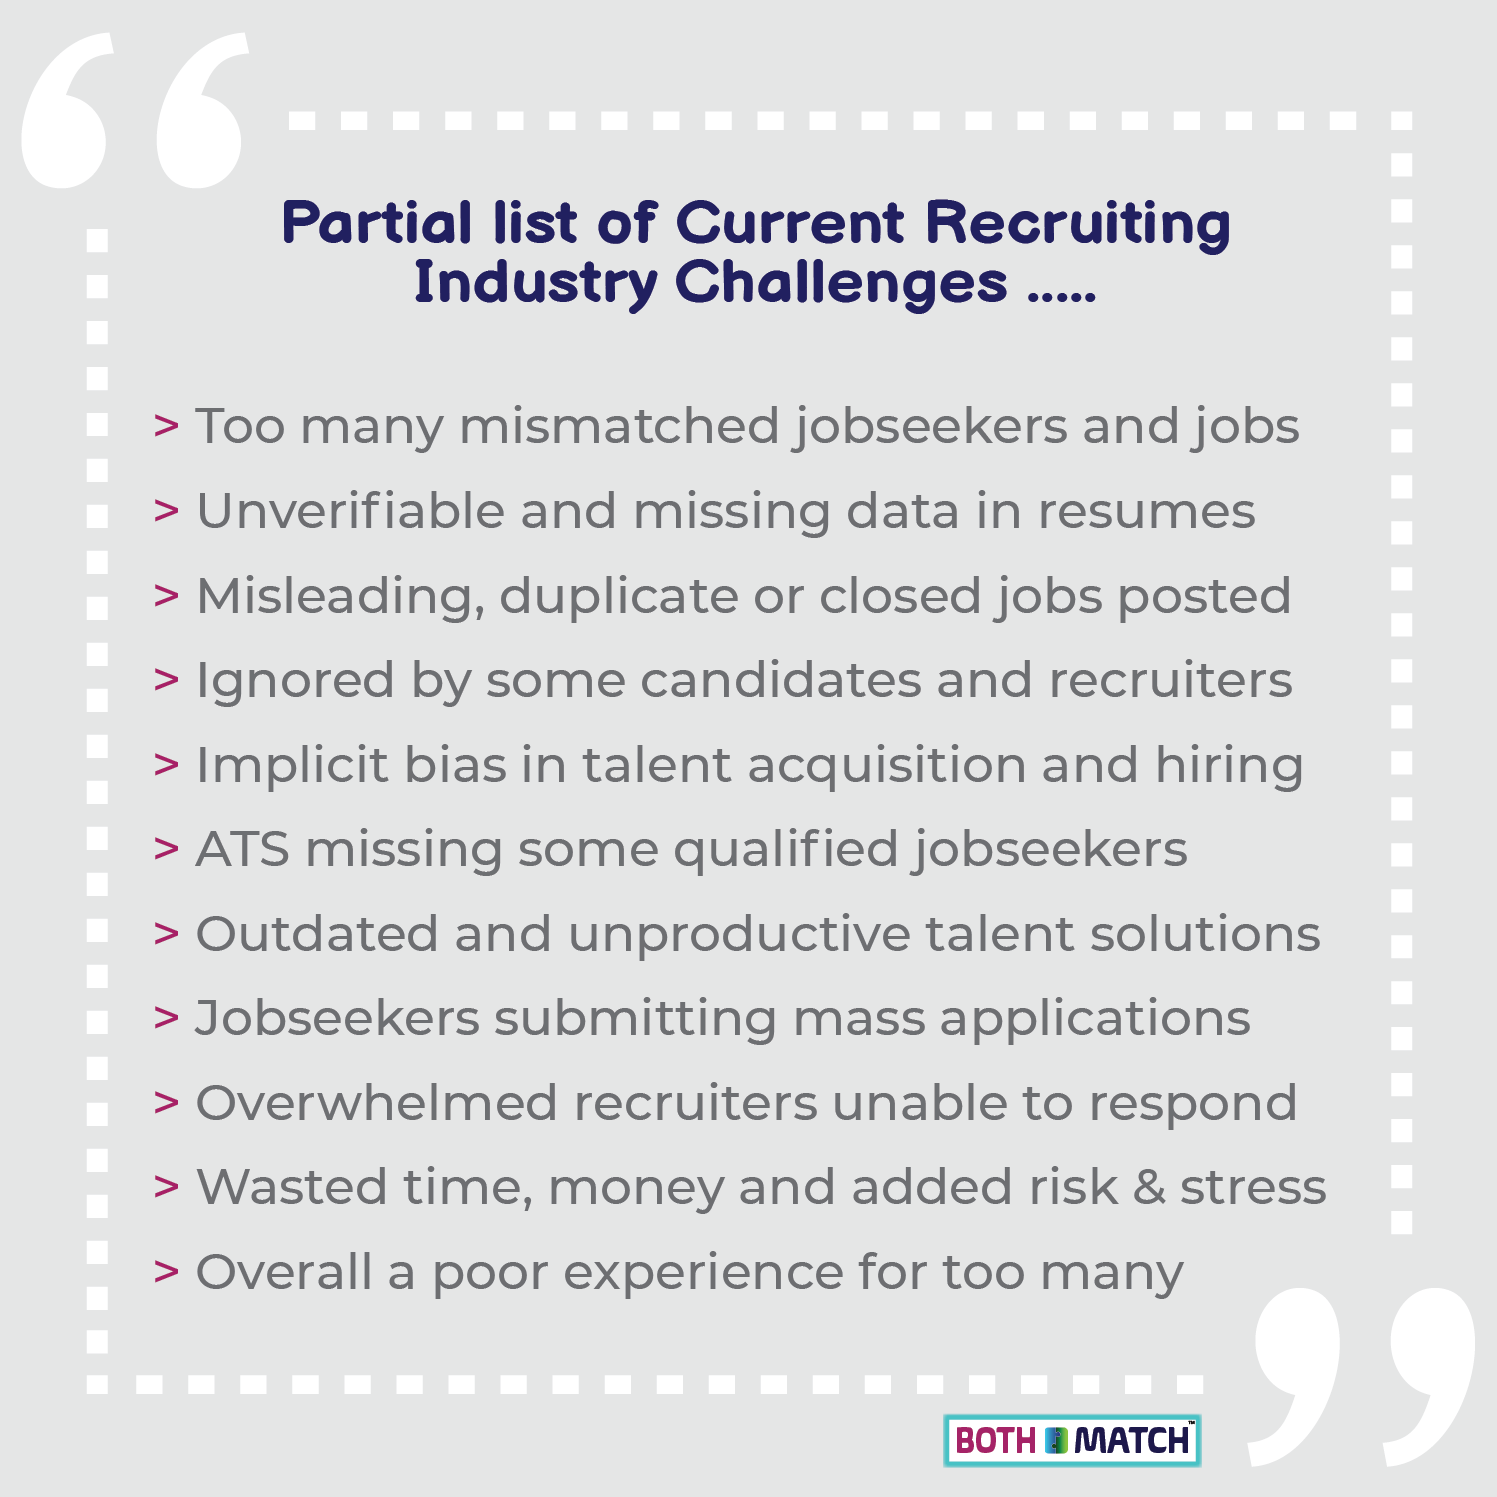 Partial list of Current Recruiting
Industry Challenges .....
> Too many mismatched jobseekers and jobs
> Unverifiable and missing data in resumes
> Misleading, duplicate or closed jobs posted
> Ignored by some candidates and recruiters
> Implicit bias in talent acquisition and hiring
> ATS missing some qualified jobseekers
> Outdated and unproductive talent solutions
> Jobseekers submitting mass applications
> Overwhelmed recruiters unable to respond
> Wasted time, money and added risk & stress
> Overall a poor experience for too many
BOTH MATCH™